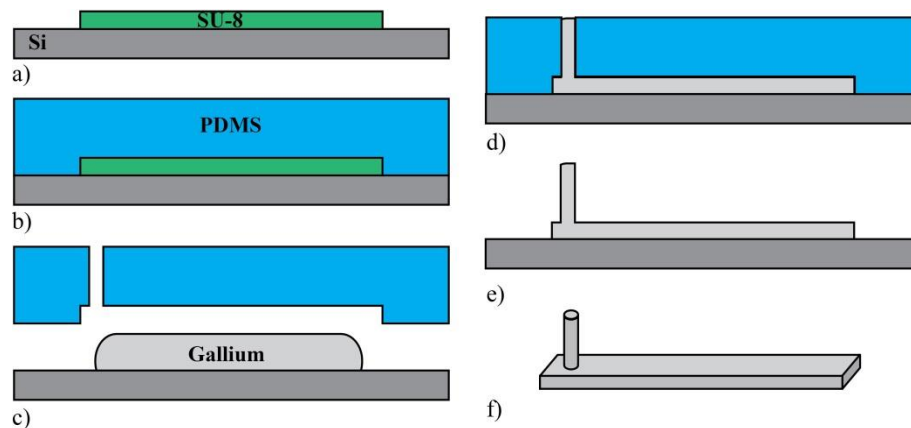 SU-8
Si
a)
PDMS
b)
Gallium
c)
d)
e)
f)